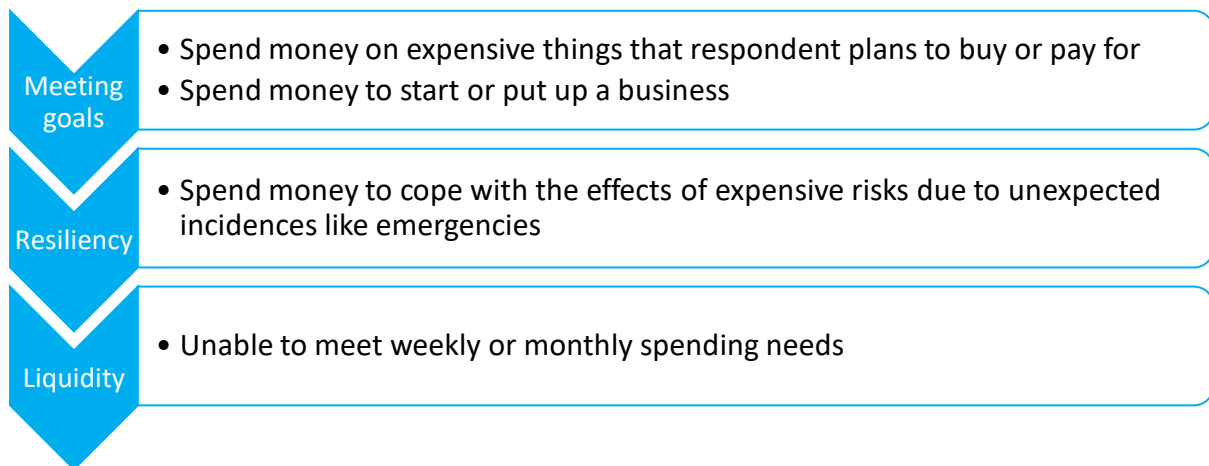 Meeting
goals
• Spend money on expensive things that respondent plans to buy or pay for
• Spend money to start or put up a business
Resiliency
• Spend money to cope with the effects of expensive risks due to unexpected
incidences like emergencies
Liquidity
• Unable to meet weekly or monthly spending needs